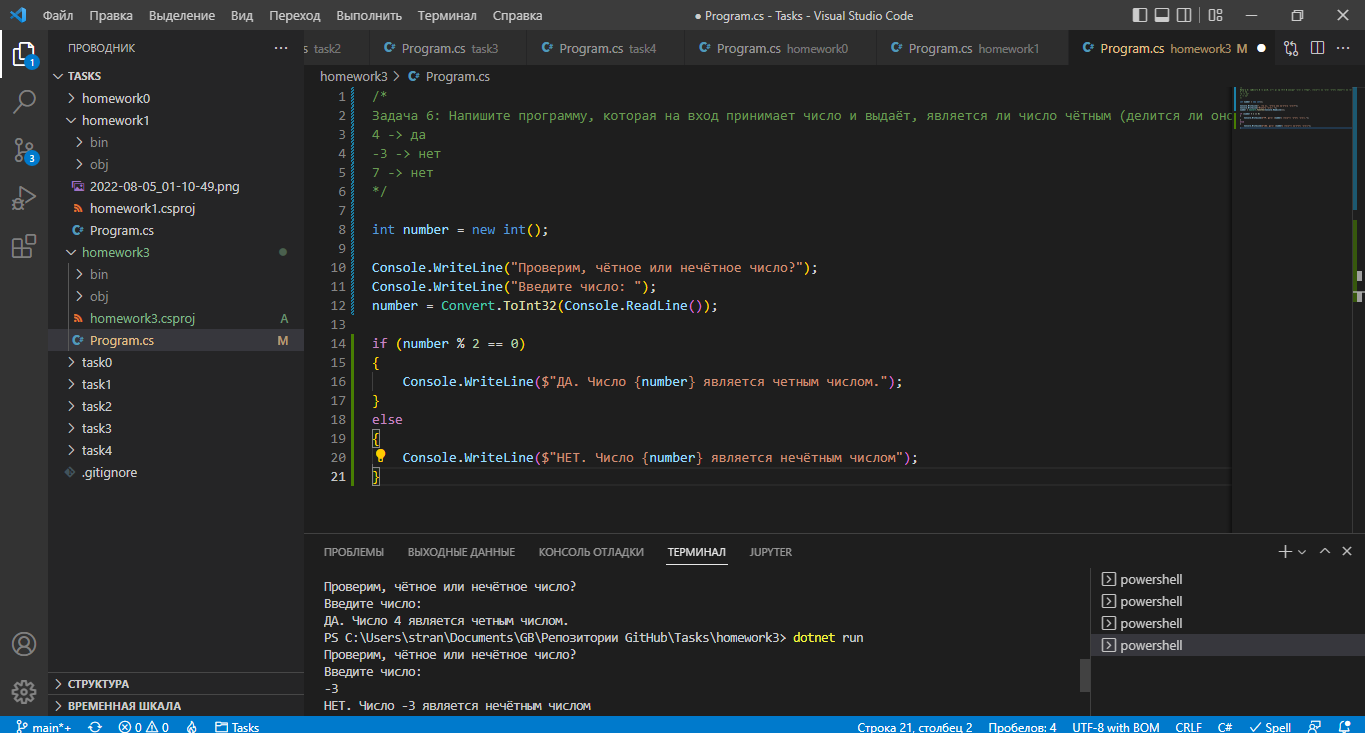 Файл Правка Выделение Вид Переход Выполнить Терминал Справка
● Program.cs - Tasks - Visual Studio Code
ПРОВОДНИК ...
s task2
C# Program.cs task3
C# Program.cs task4
C# Program.cs homework0
C# Program.cs homework1
C# Program.cs homework3 M
1
3
TASKS
homework0
homework1
bin
obj
2022-08-05_01-10-49.png
homework1.csproj
C# Program.cs
homework3
bin
obj
homework3.csproj A
C# Program.cs M
task0
task1
task2
task3
task4
.gitignore
СТРУКТУРА
ВРЕМЕННАЯ ШКАЛА
homework3 > C# Program.cs
1 /*
2 Задача 6: Напишите программу, которая на вход принимает число и выдаёт, является ли число чётным (делится ли оно
3 4 -> да
4 -3 -> нет
5 7 -> нет
6 */
7
8 int number = new int();
9
10 Console.WriteLine("Проверим, чётное или нечётное число?");
11 Console.WriteLine("Введите число: ");
12 number = Convert.ToInt32(Console.ReadLine());
13
14 if (number % 2 == 0)
15 {
16 Console.WriteLine($"ДА. Число {number} является четным числом.");
17 }
18 else
19 {
20 Console.WriteLine($"НЕТ. Число {number} является нечётным числом");
21 }
ПРОБЛЕМЫ ВЫХОДНЫЕ ДАННЫЕ КОНСОЛЬ ОТЛАДКИ ТЕРМИНАЛ JUPYTER
Проверим, чётное или нечётное число?
Введите число:
ДА. Число 4 является четным числом.
PS C:\Users\stran\Documents\GB\Репозитории GitHub\Tasks\homework3> dotnet run
Проверим, чётное или нечётное число?
Введите число:
-3
НЕТ. Число -3 является нечётным числом
powershell
powershell
powershell
powershell
main*+ 0 0 Tasks
Строка 21, столбец 2 Пробелов: 4 UTF-8 with BOM CRLF C# Spell